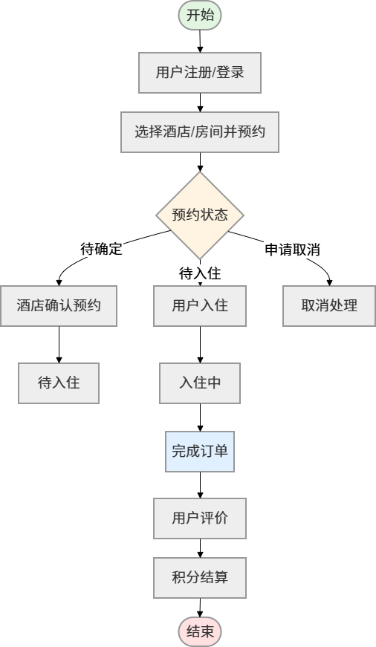 开始
用户注册/登录
选择酒店/房间并预约
预约状态
待确定
待入住
申请取消
酒店确认预约
用户入住
取消处理
待入住
入住中
完成订单
用户评价
积分结算
结束